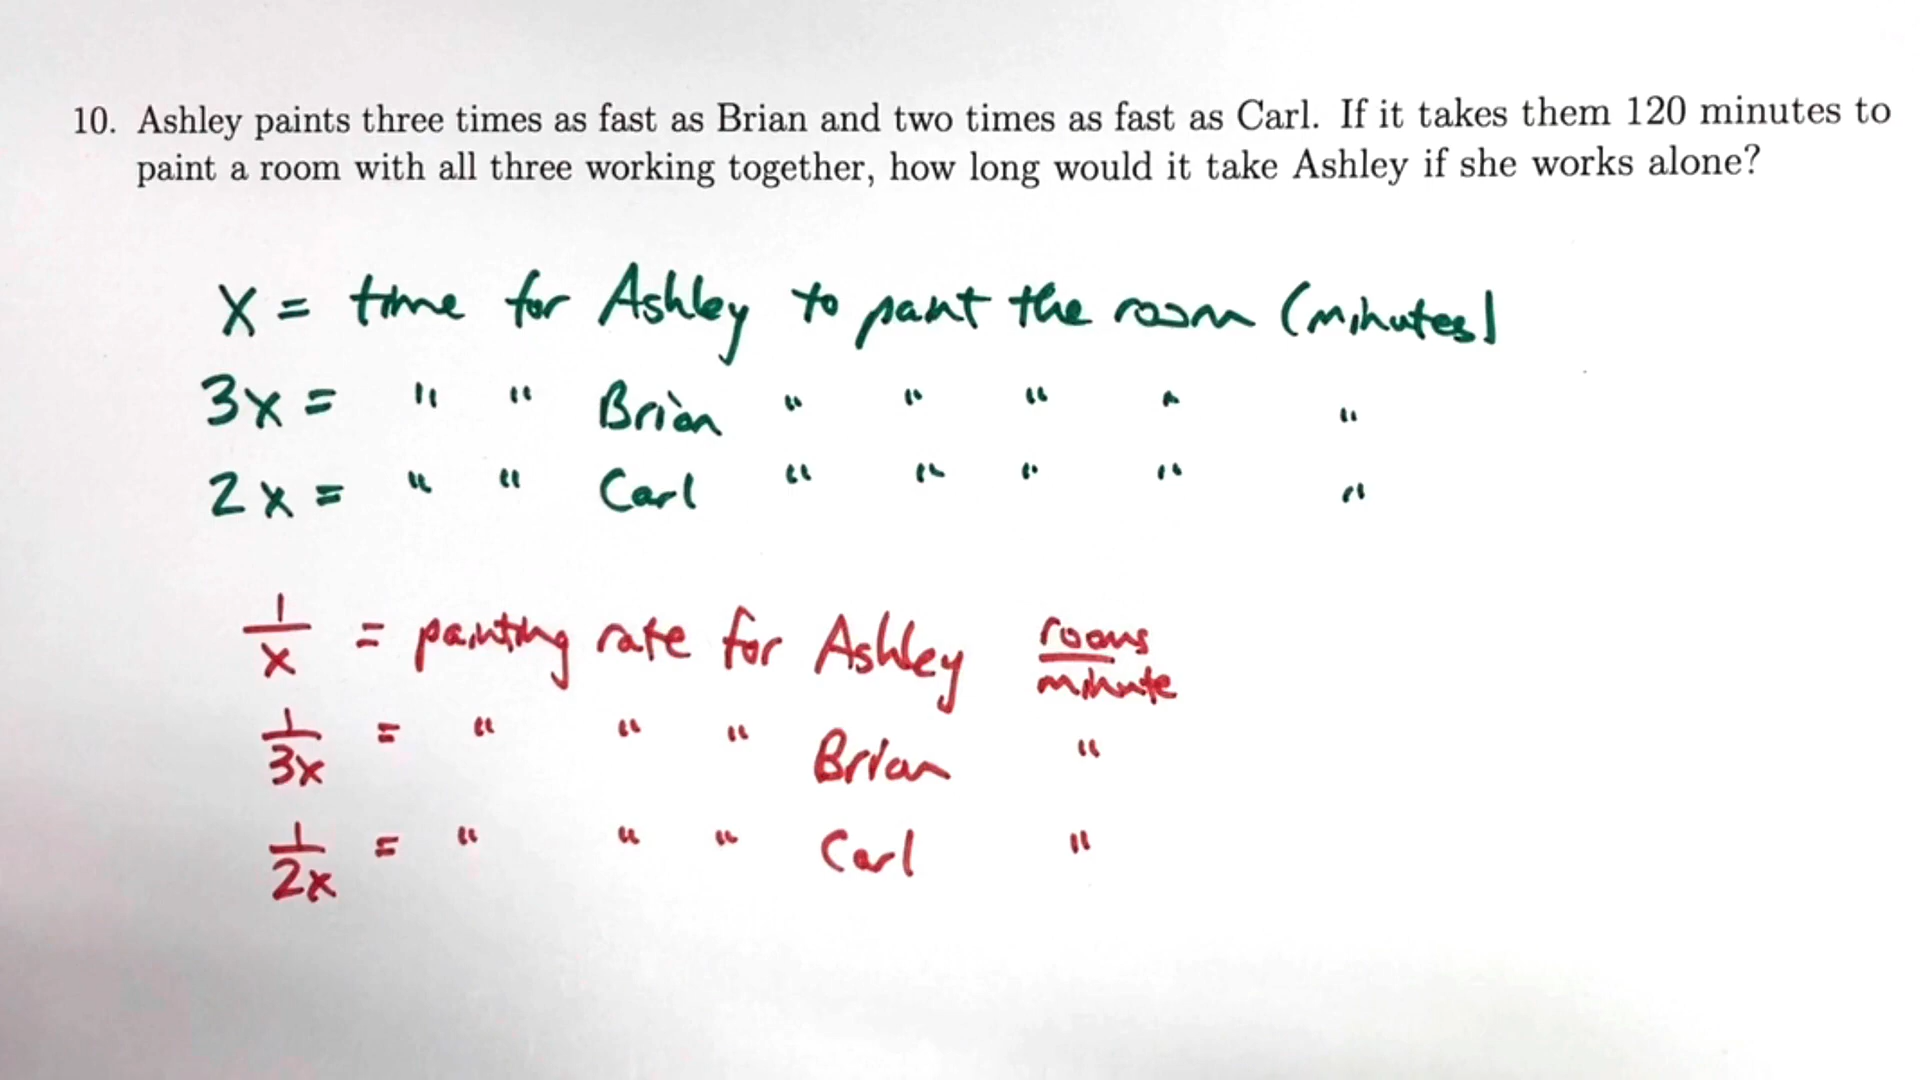 10. Ashley paints three times as fast as Brian and two times as fast as Carl. If it takes them 120 minutes to
paint a room with all three working together, how long would it take Ashley if she works alone?
x = time for Ashley to paint the room (minutes)
3x = " " Brian " " " " "
2x = " " Carl " " " " "
1/x = painting rate for Ashley rooms/minute
1/3x = " " " Brian "
1/2x = " " " Carl "